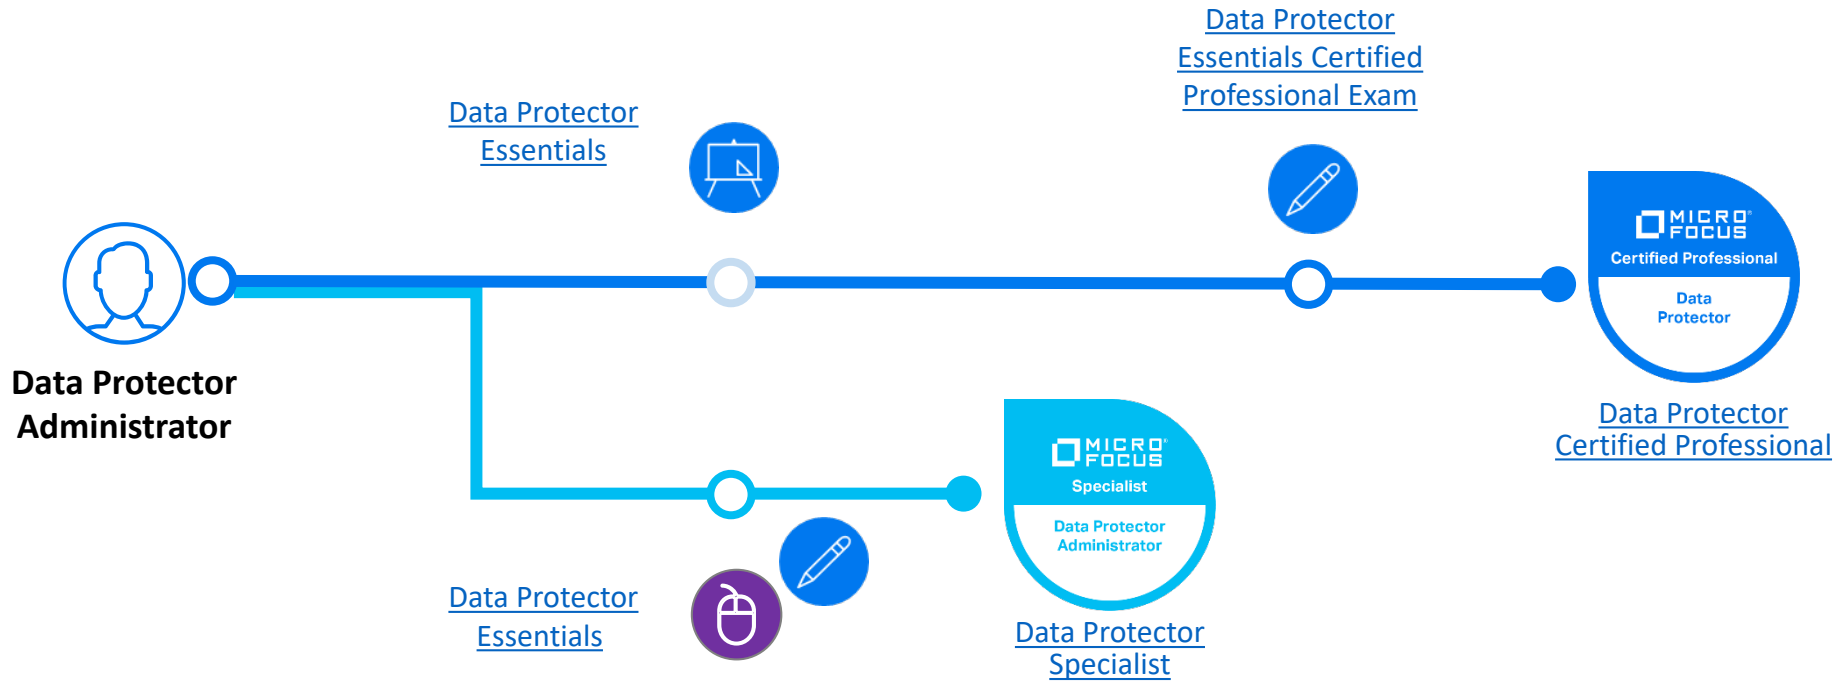 Data Protector
Essentials Certified
Professional Exam
Data Protector
Essentials
MICRO
FOCUS
Certified Professional
Data
Protector
Data Protector
Administrator
Data Protector
Certified Professional
MICRO
FOCUS
Specialist
Data Protector
Administrator
Data Protector
Essentials
Data Protector
Specialist